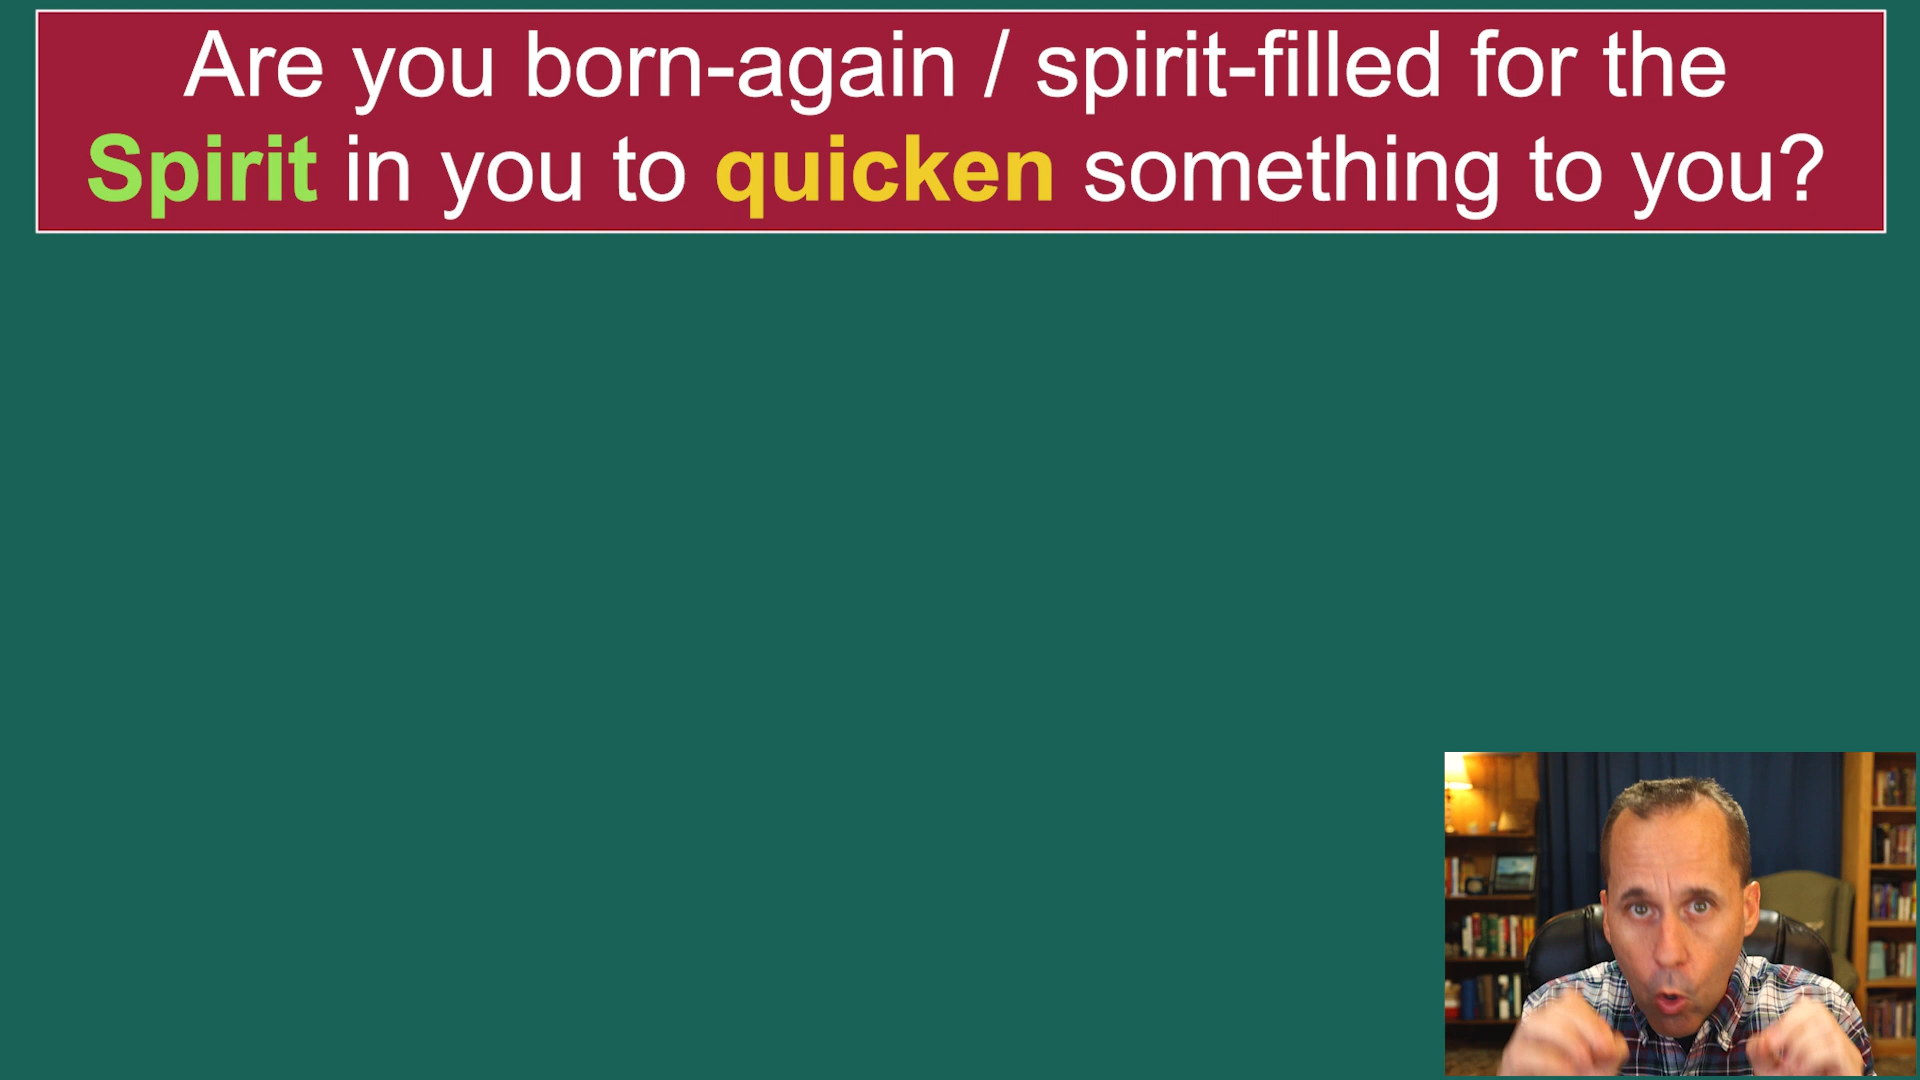 Are you born-again / spirit-filled for the
Spirit in you to quicken something to you?